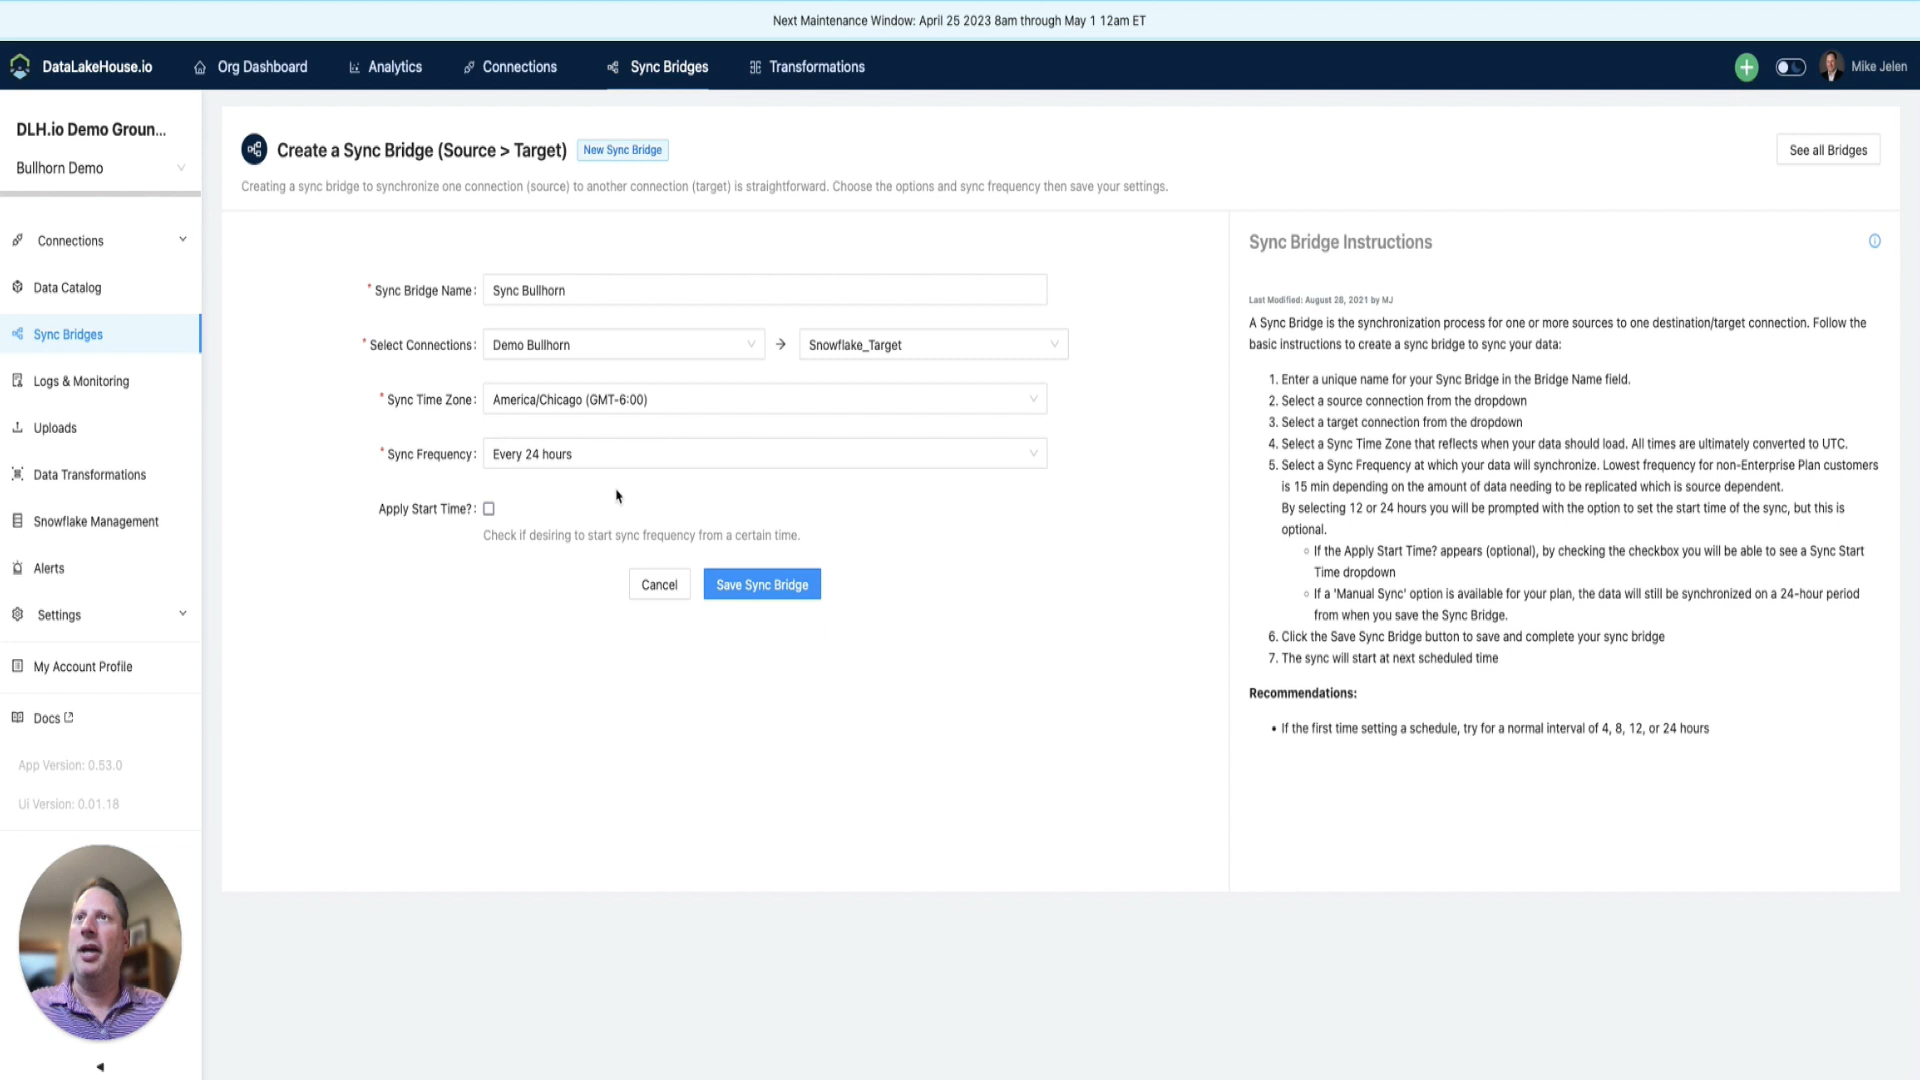 Next Maintenance Window: April 25 2023 8am through May 1 12am ET
DataLakeHouse.io
Org Dashboard
Analytics
Connections
Sync Bridges
Transformations
Mike Jelen
DLH.io Demo Groun...
Bullhorn Demo
Connections
Data Catalog
Sync Bridges
Logs & Monitoring
Uploads
Data Transformations
Snowflake Management
Alerts
Settings
My Account Profile
Docs
App Version: 0.53.0
Ui Version: 0.01.18
Create a Sync Bridge (Source > Target)
New Sync Bridge
See all Bridges
Creating a sync bridge to synchronize one connection (source) to another connection (target) is straightforward. Choose the options and sync frequency then save your settings.
* Sync Bridge Name: Sync Bullhorn
* Select Connections: Demo Bullhorn → Snowflake_Target
* Sync Time Zone: America/Chicago (GMT-6:00)
* Sync Frequency: Every 24 hours
Apply Start Time?:
Check if desiring to start sync frequency from a certain time.
Cancel
Save Sync Bridge
Sync Bridge Instructions
Last Modified: August 28, 2021 by MJ
A Sync Bridge is the synchronization process for one or more sources to one destination/target connection. Follow the
basic instructions to create a sync bridge to sync your data:
1. Enter a unique name for your Sync Bridge in the Bridge Name field.
2. Select a source connection from the dropdown
3. Select a target connection from the dropdown
4. Select a Sync Time Zone that reflects when your data should load. All times are ultimately converted to UTC.
5. Select a Sync Frequency at which your data will synchronize. Lowest frequency for non-Enterprise Plan customers
is 15 min depending on the amount of data needing to be replicated which is source dependent.
By selecting 12 or 24 hours you will be prompted with the option to set the start time of the sync, but this is
optional.
◦ If the Apply Start Time? appears (optional), by checking the checkbox you will be able to see a Sync Start
Time dropdown
◦ If a 'Manual Sync' option is available for your plan, the data will still be synchronized on a 24-hour period
from when you save the Sync Bridge.
6. Click the Save Sync Bridge button to save and complete your sync bridge
7. The sync will start at next scheduled time
Recommendations:
• If the first time setting a schedule, try for a normal interval of 4, 8, 12, or 24 hours